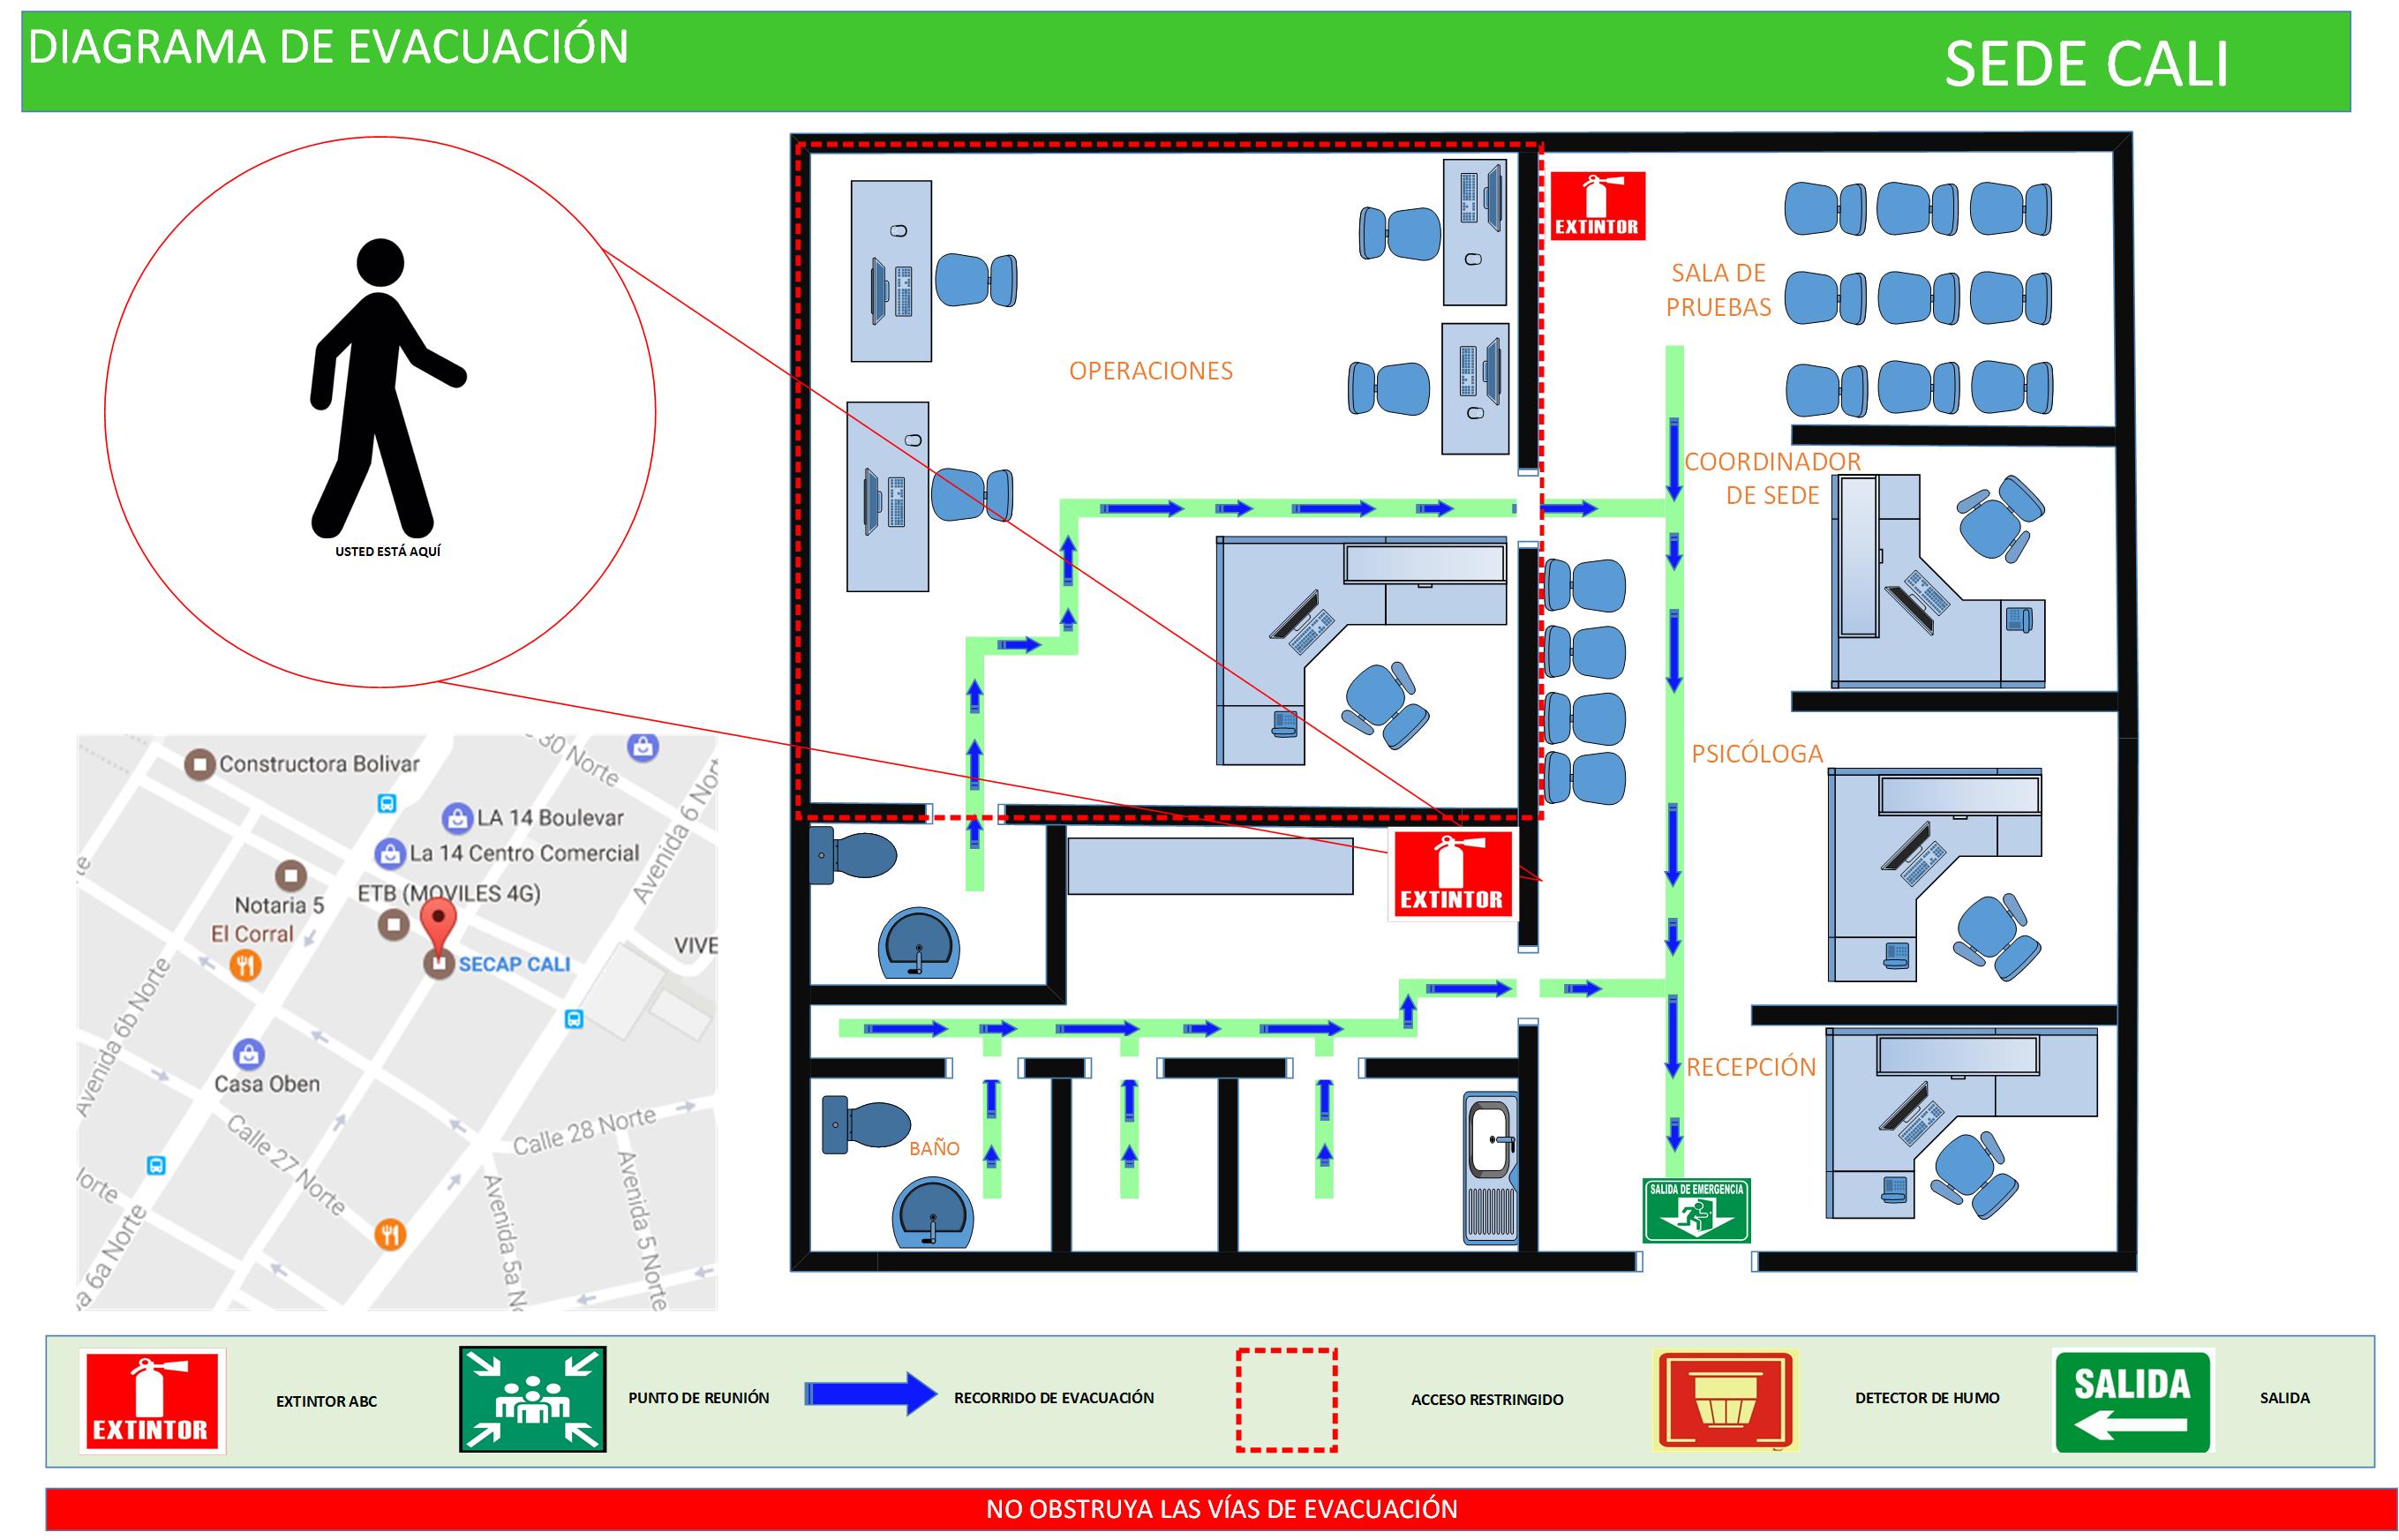 DIAGRAMA DE EVACUACIÓN
SEDE CALI
USTED ESTÁ AQUÍ
OPERACIONES
EXTINTOR
SALA DE
PRUEBAS
COORDINADOR
DE SEDE
PSICÓLOGA
EXTINTOR
RECEPCIÓN
BAÑO
SALIDA DE EMERGENCIA
30 Norte
Constructora Bolivar
LA 14 Boulevar
La 14 Centro Comercial
Avenida 6 Nort
ETB (MOVILES 4G)
Notaria 5
El Corral
VIVE
SECAP CALI
Avenida 6b Norte
Casa Oben
Calle 28 Norte
Calle 27 Norte
Avenida 5a N
Avenida 5 Norte
a 6a Norte
EXTINTOR
EXTINTOR ABC
PUNTO DE REUNIÓN
RECORRIDO DE EVACUACIÓN
ACCESO RESTRINGIDO
DETECTOR DE HUMO
SALIDA
SALIDA
NO OBSTRUYA LAS VÍAS DE EVACUACIÓN